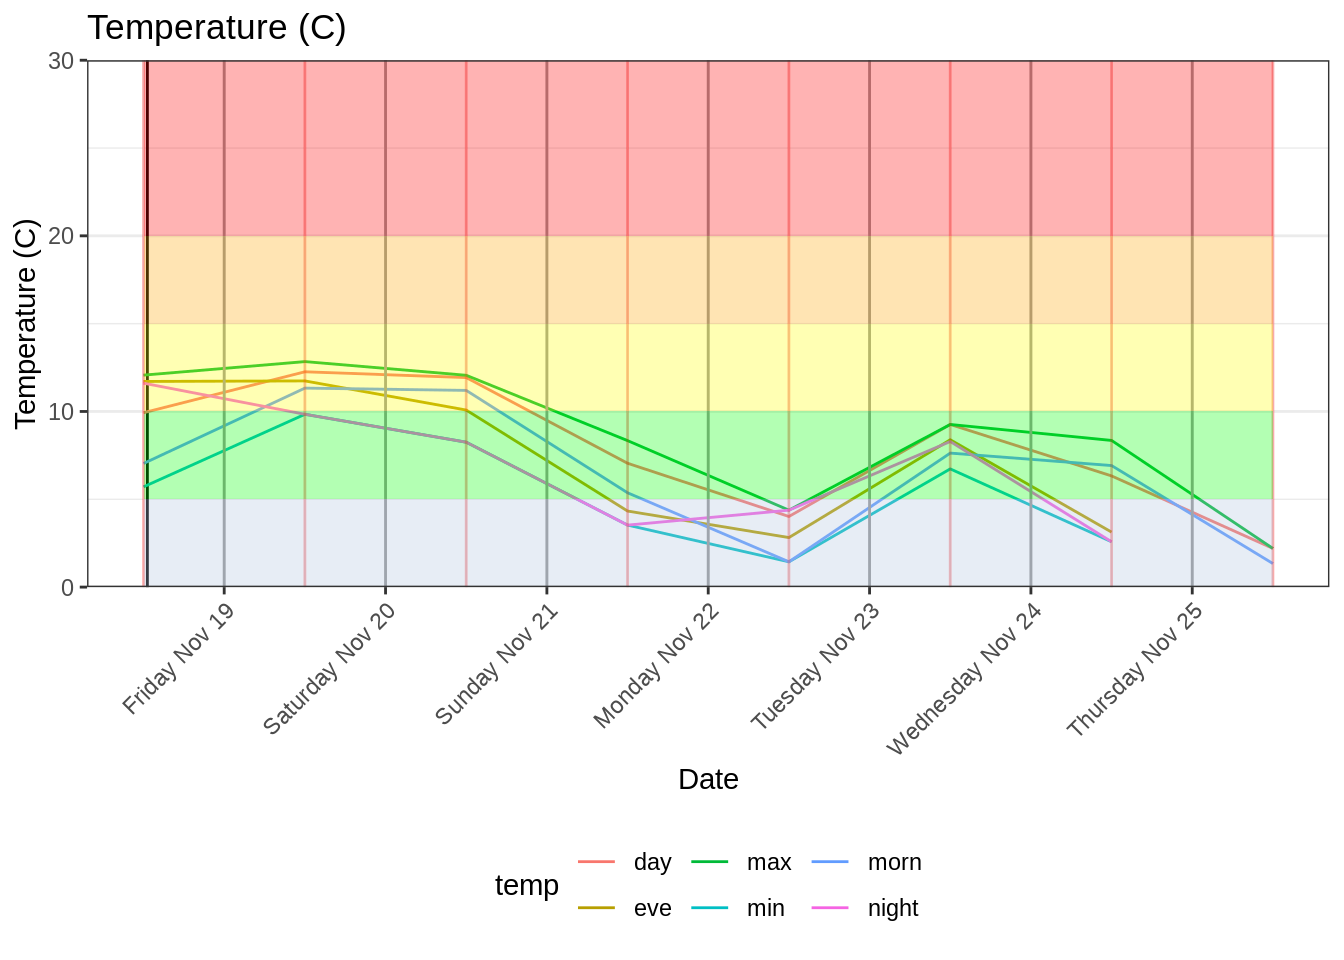 Temperature (C)
Temperature (C)
30
20
10
0
Friday Nov 19
Saturday Nov 20
Sunday Nov 21
Monday Nov 22
Tuesday Nov 23
Wednesday Nov 24
Thursday Nov 25
Date
temp
day
max
morn
eve
min
night